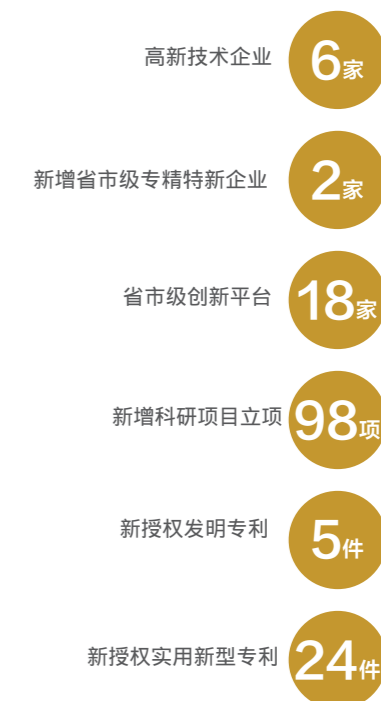 高新技术企业 6家
新增省市级专精特新企业 2家
省市级创新平台 18家
新增科研项目立项 98项
新授权发明专利 5件
新授权实用新型专利 24件